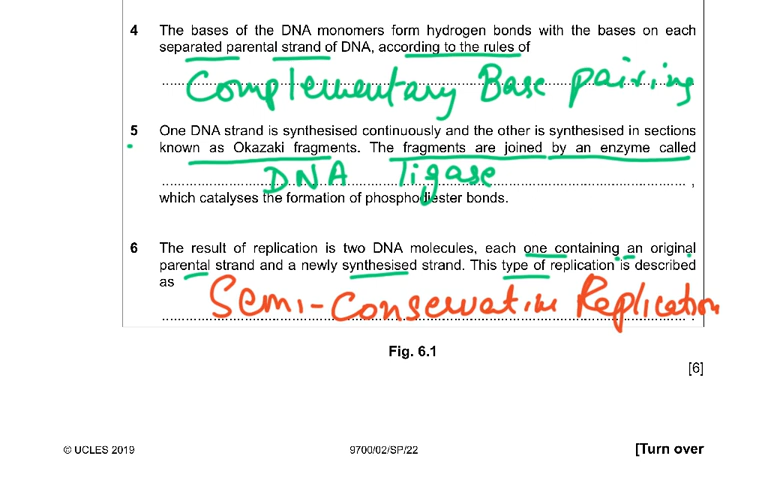 4 The bases of the DNA monomers form hydrogen bonds with the bases on each
separated parental strand of DNA, according to the rules of
Complementary Base pairing
5 One DNA strand is synthesised continuously and the other is synthesised in sections
known as Okazaki fragments. The fragments are joined by an enzyme called
DNA ligase ,
which catalyses the formation of phosphodiester bonds.
6 The result of replication is two DNA molecules, each one containing an original
parental strand and a newly synthesised strand. This type of replication is described
as
Semi-Conservative Replication
Fig. 6.1
[6]
© UCLES 2019 9700/02/SP/22 [Turn over